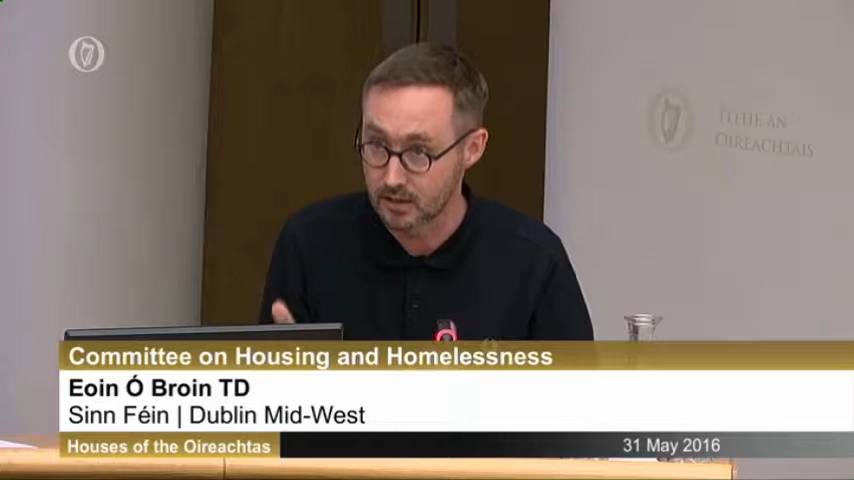 TITHE AN
OIREACHTAIS
Committee on Housing and Homelessness
Eoin Ó Broin TD
Sinn Féin | Dublin Mid-West
Houses of the Oireachtas
31 May 2016